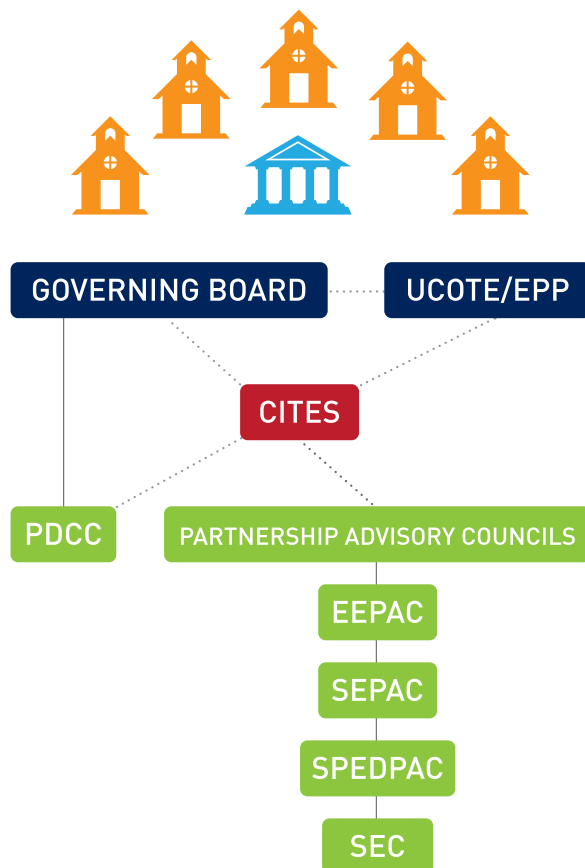 GOVERNING BOARD
UCOTE/EPP
CITES
PDCC
PARTNERSHIP ADVISORY COUNCILS
EEPAC
SEPAC
SPEDPAC
SEC